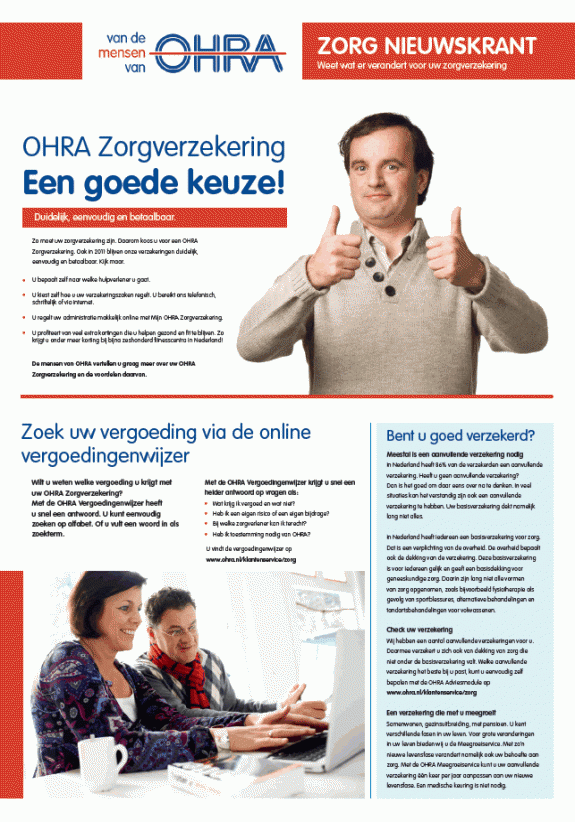 van de
mensen
van
OHRA
ZORG NIEUWSKRANT
Weet wat er verandert voor uw zorgverzekering
OHRA Zorgverzekering
Een goede keuze!
Duidelijk, eenvoudig en betaalbaar.
Zo moet uw zorgverzekering zijn. Daarom koos u voor een OHRA
Zorgverzekering. Ook in 2011 blijven onze verzekeringen duidelijk,
eenvoudig en betaalbaar. Kijk maar.
• U bepaalt zelf naar welke hulpverlener u gaat.
• U kiest zelf hoe u uw verzekeringszaken regelt. U bereikt ons telefonisch,
schriftelijk of via internet.
• U regelt uw administratie makkelijk online met Mijn OHRA Zorgverzekering.
• U profiteert van veel extra kortingen die u helpen gezond en fit te blijven. Zo
krijgt u onder meer korting bij bijna zeshonderd fitnesscentra in Nederland!
De mensen van OHRA vertellen u graag meer over uw OHRA
Zorgverzekering en de voordelen daarvan.
Zoek uw vergoeding via de online
vergoedingenwijzer
Wilt u weten welke vergoeding u krijgt met
uw OHRA Zorgverzekering?
Met de OHRA Vergoedingenwijzer heeft
u snel een antwoord. U kunt eenvoudig
zoeken op alfabet. Of u vult een woord in als
zoekterm.
Met de OHRA Vergoedingenwijzer krijgt u snel een
helder antwoord op vragen als:
• Wat krijg ik vergoed en wat niet?
• Heb ik een eigen risico of een eigen bijdrage?
• Bij welke zorgverlener kan ik terecht?
• Heb ik toestemming nodig van OHRA?
U vindt de vergoedingenwijzer op
www.ohra.nl/klantenservice/zorg
Bent u goed verzekerd?
Meestal is een aanvullende verzekering nodig
In Nederland heeft 86% van de verzekerden een aanvullende
verzekering. Heeft u geen aanvullende verzekering?
Dan is het goed om daar eens over na te denken. In veel
situaties kan het verstandig zijn ook een aanvullende
verzekering te hebben. Uw basisverzekering dekt namelijk
lang niet alles.
In Nederland heeft iedereen een basisverzekering voor zorg.
Dat is een verplichting van de overheid. De overheid bepaalt
ook de dekking van de verzekering. Deze basisverzekering
is voor iedereen gelijk en geeft een basisdekking voor
geneeskundige zorg. Daarin zijn lang niet alle vormen
van zorg opgenomen, zoals bijvoorbeeld fysiotherapie als
gevolg van sportblessures, alternatieve behandelingen en
tandartsbehandelingen voor volwassenen.
Check uw verzekering
Wij hebben een aantal aanvullende verzekeringen voor u.
Daarmee verzekert u zich ook van dekking van zorg die
niet onder de basisverzekering valt. Welke aanvullende
verzekering het beste bij u past, kunt u eenvoudig zelf
bepalen met de OHRA Adviesmodule op
www.ohra.nl/klantenservice/zorg
Een verzekering die met u meegroeit
Samenwonen, gezinsuitbreiding, met pensioen. U kent
verschillende fasen in uw leven. Voor grote veranderingen
in uw leven bieden wij u de Meegroeiservice. Met zo'n
nieuwe levensfase verandert namelijk ook uw behoefte aan
zorg. Met de OHRA Meegroeiservice kunt u uw aanvullende
verzekering één keer per jaar aanpassen aan uw nieuwe
levensfase. Een medische keuring is niet nodig.